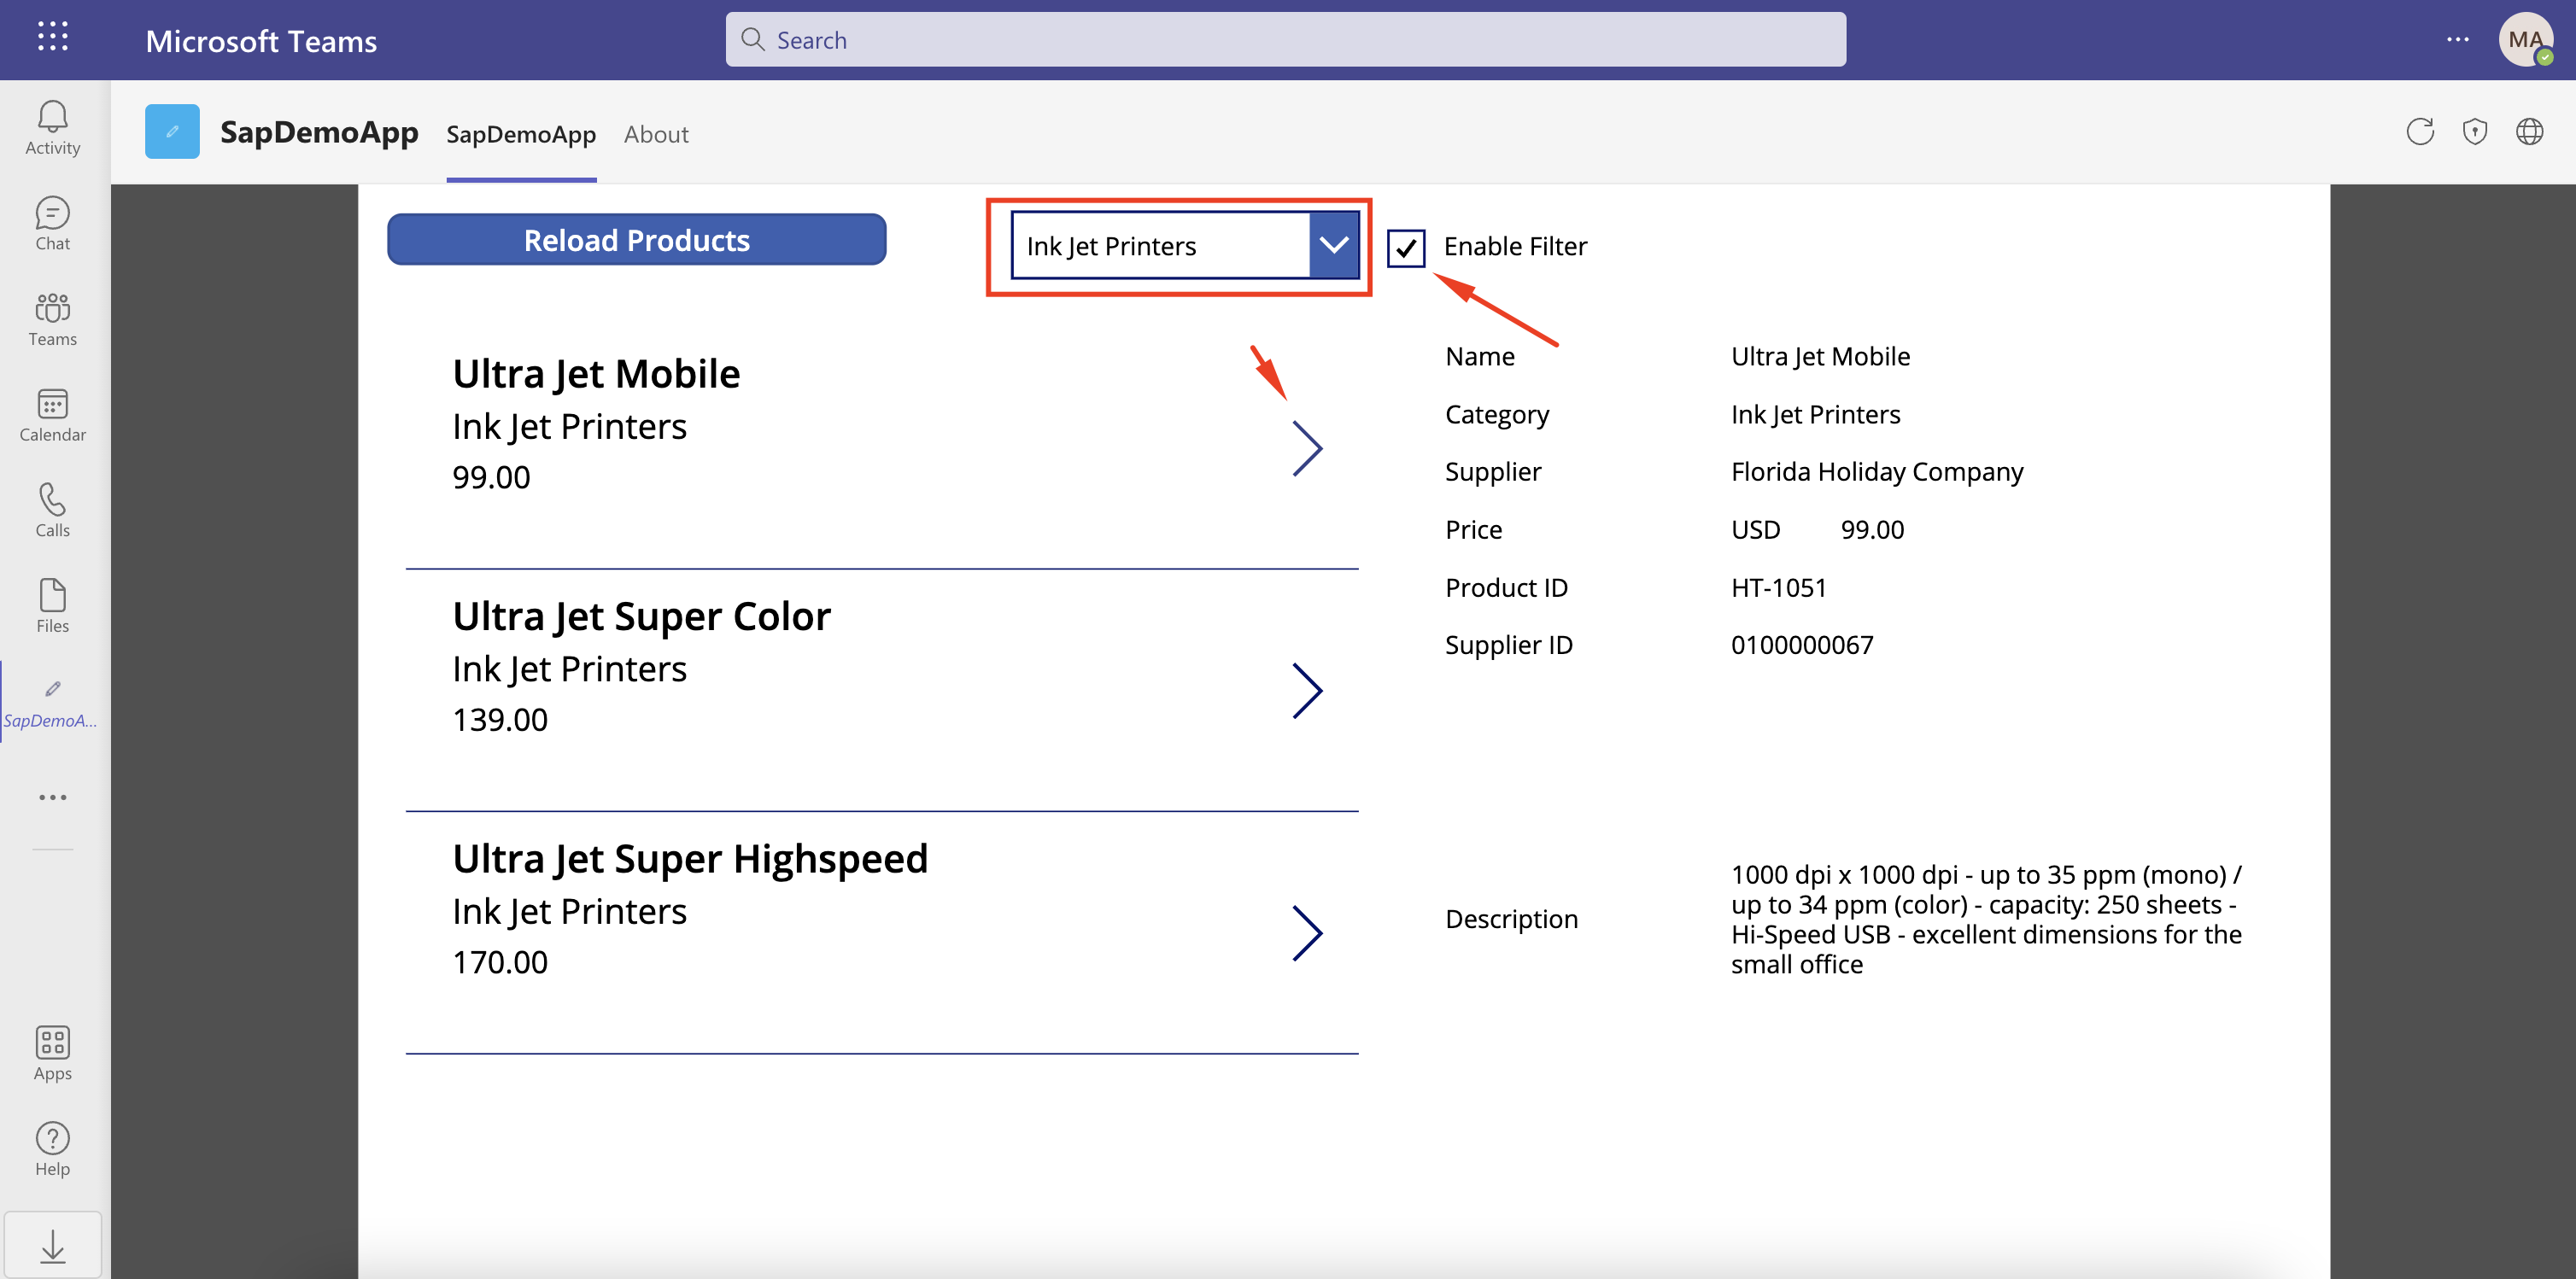 Microsoft Teams
Search
MA
Activity
Chat
Teams
Calendar
Calls
Files
SapDemoA...
Apps
Help
SapDemoApp
SapDemoApp
About
Reload Products
Ink Jet Printers
Enable Filter
Ultra Jet Mobile
Ink Jet Printers
99.00
Ultra Jet Super Color
Ink Jet Printers
139.00
Ultra Jet Super Highspeed
Ink Jet Printers
170.00
Name Ultra Jet Mobile
Category Ink Jet Printers
Supplier Florida Holiday Company
Price USD 99.00
Product ID HT-1051
Supplier ID 0100000067
Description
1000 dpi x 1000 dpi - up to 35 ppm (mono) /
up to 34 ppm (color) - capacity: 250 sheets -
Hi-Speed USB - excellent dimensions for the
small office